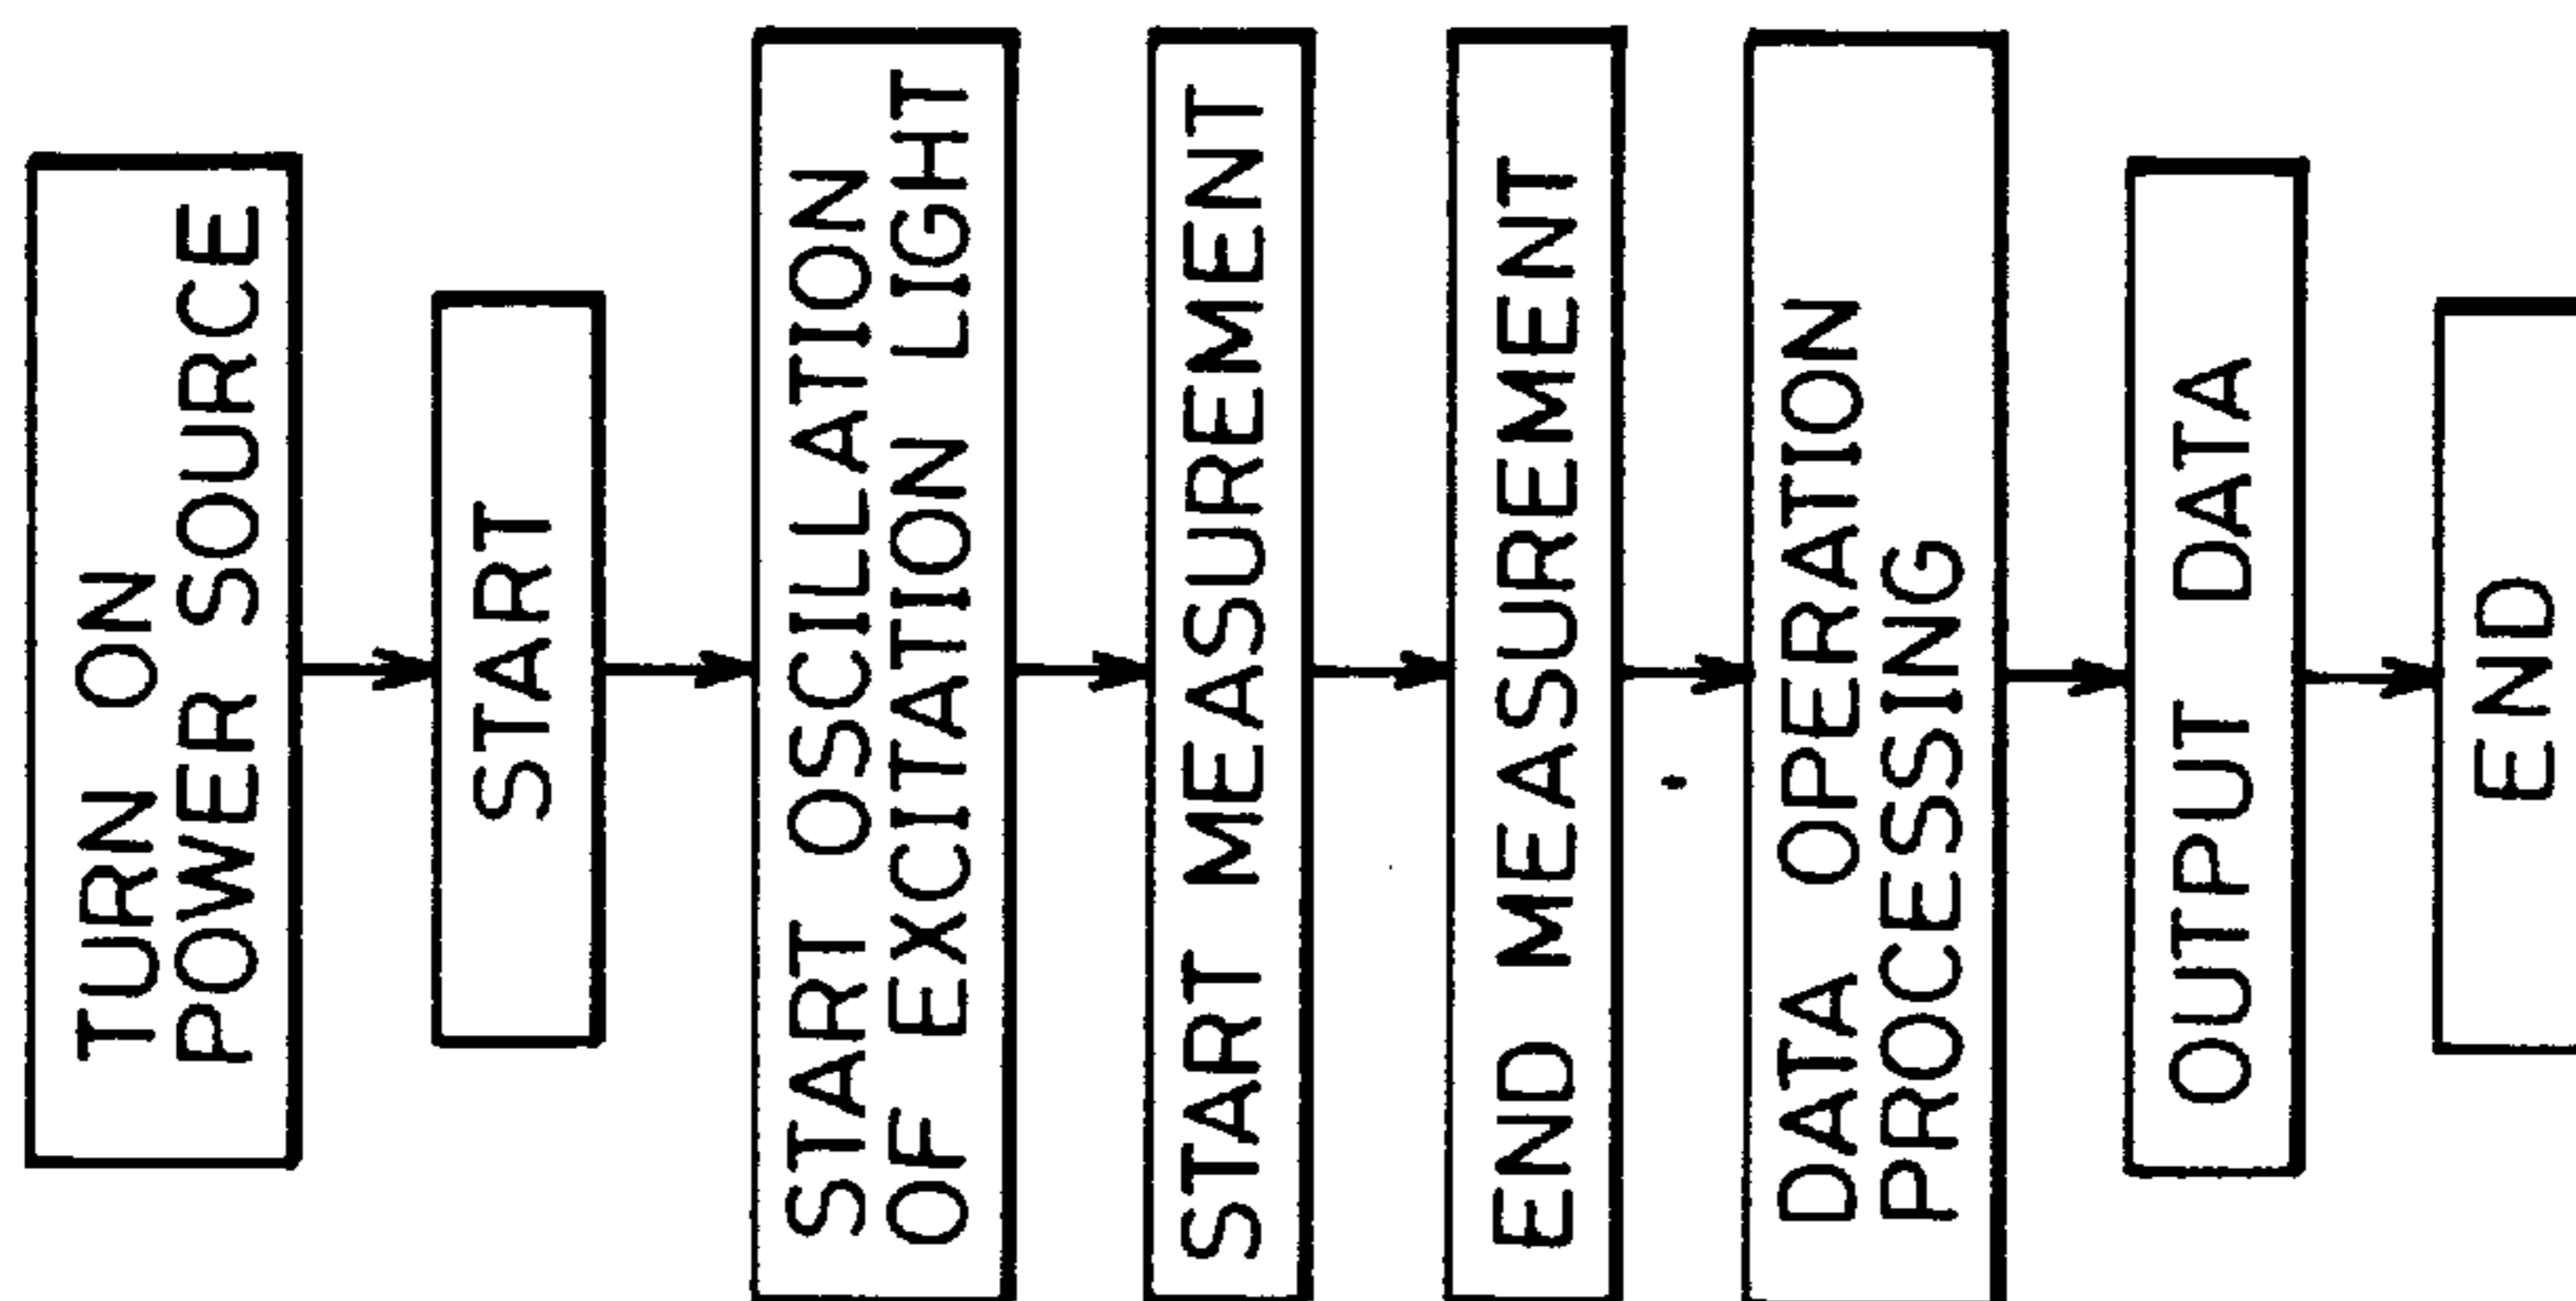 TURN ON
POWER SOURCE
START
START OSCILLATION
OF EXCITATION LIGHT
START MEASUREMENT
END MEASUREMENT
DATA OPERATION
PROCESSING
OUTPUT DATA
END